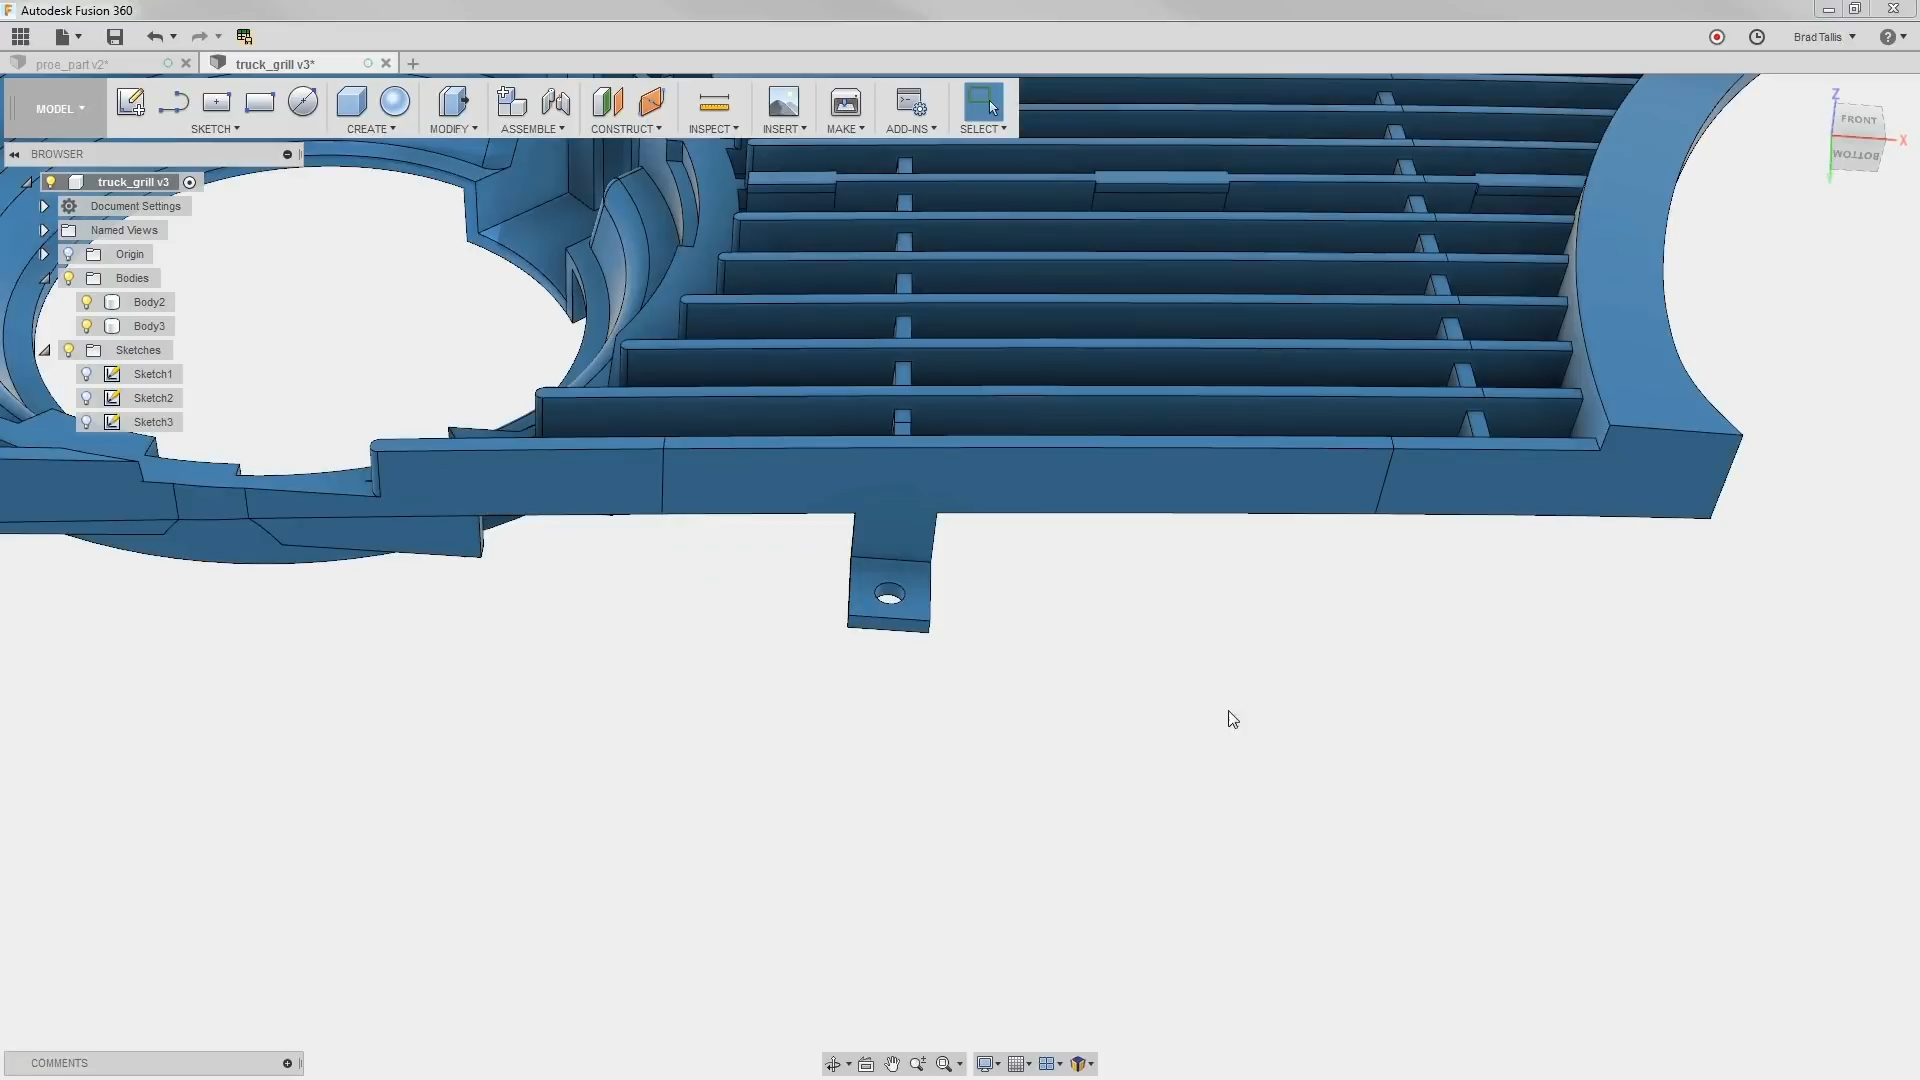 Autodesk Fusion 360
Brad Tallis
proe_part v2*
truck_grill v3*
MODEL
SKETCH
CREATE
MODIFY
ASSEMBLE
CONSTRUCT
INSPECT
INSERT
MAKE
ADD-INS
SELECT
Z
FRONT
X
BOTTOM
BROWSER
truck_grill v3
Document Settings
Named Views
Origin
Bodies
Body2
Body3
Sketches
Sketch1
Sketch2
Sketch3
COMMENTS